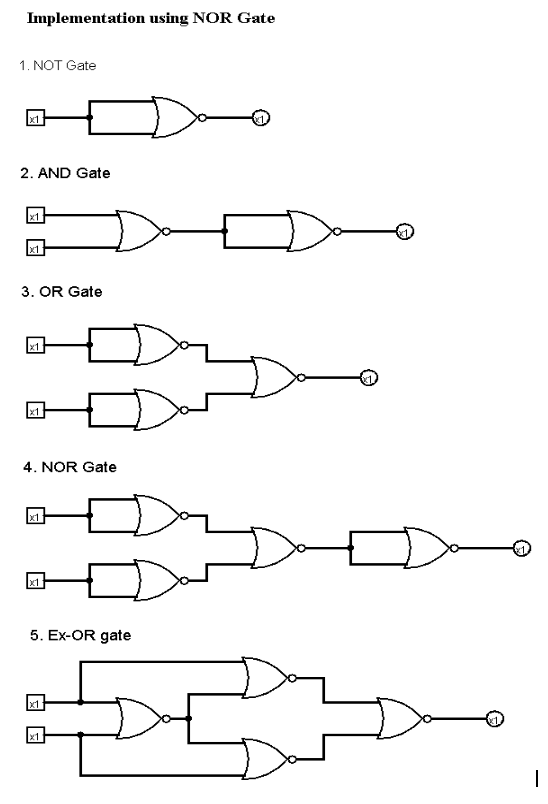 Implementation using NOR Gate
1. NOT Gate
x1
x1
2. AND Gate
x1
x1
x1
3. OR Gate
x1
x1
x1
4. NOR Gate
x1
x1
x1
5. Ex-OR gate
x1
x1
x1